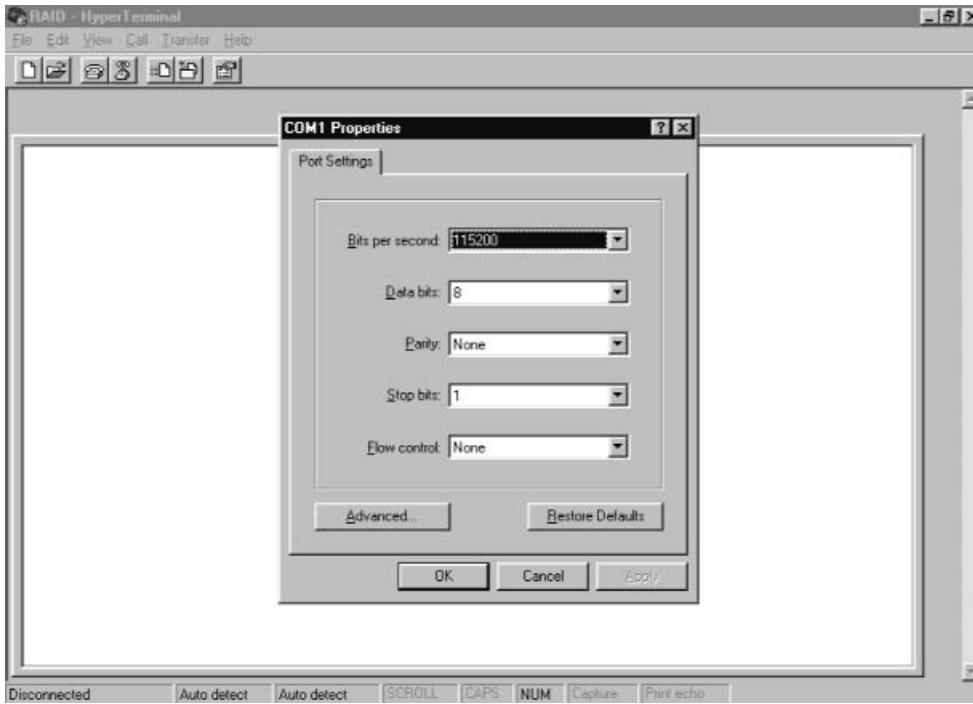 RAID - HyperTerminal
File Edit View Call Transfer Help
COM1 Properties
Port Settings
Bits per second: 115200
Data bits: 8
Parity: None
Stop bits: 1
Flow control: None
Advanced... Restore Defaults
OK Cancel Apply
Disconnected Auto detect Auto detect SCROLL CAPS NUM Capture Print echo